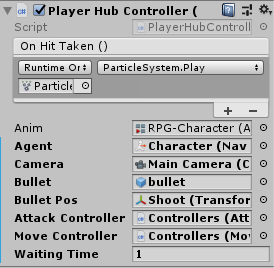 Player Hub Controller (
Script PlayerHubControll
On Hit Taken ()
Runtime Or ParticleSystem.Play
Particle
+ −
Anim RPG-Character (A
Agent Character (Nav
Camera Main Camera (C
Bullet bullet
Bullet Pos Shoot (Transfor
Attack Controller Controllers (Att
Move Controller Controllers (Mov
Waiting Time 1